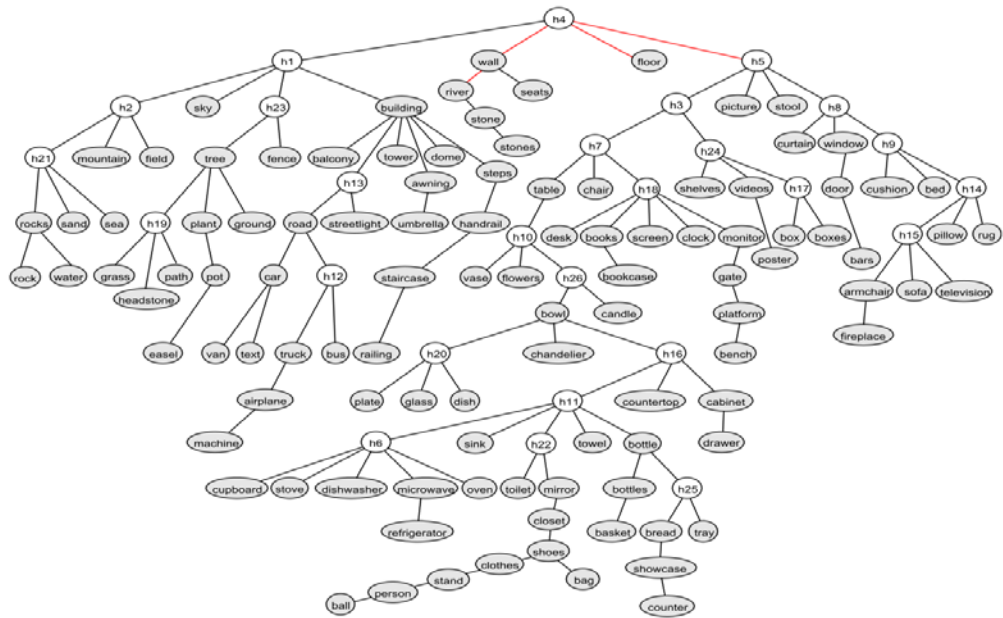 h4
h1
wall
floor
h5
river
seats
h2
sky
h23
building
stone
stones
h3
picture
stool
h8
h21
mountain
field
tree
fence
balcony
tower
dome
h13
awning
steps
h7
h24
curtain
window
h9
table
chair
h18
shelves
videos
h17
door
cushion
bed
h14
rocks
sand
sea
h19
plant
ground
road
streetlight
umbrella
handrail
h10
desk
books
screen
clock
monitor
box
boxes
h15
pillow
rug
rock
water
grass
headstone
path
pot
car
h12
staircase
vase
flowers
h26
bookcase
gate
poster
bars
armchair
sofa
television
easel
van
text
truck
bus
railing
bowl
candle
platform
fireplace
h20
chandelier
h16
bench
airplane
plate
glass
dish
h11
countertop
cabinet
machine
h6
sink
h22
towel
bottle
drawer
cupboard
stove
dishwasher
microwave
oven
toilet
mirror
bottles
h25
refrigerator
closet
basket
bread
tray
clothes
shoes
showcase
ball
person
stand
bag
counter